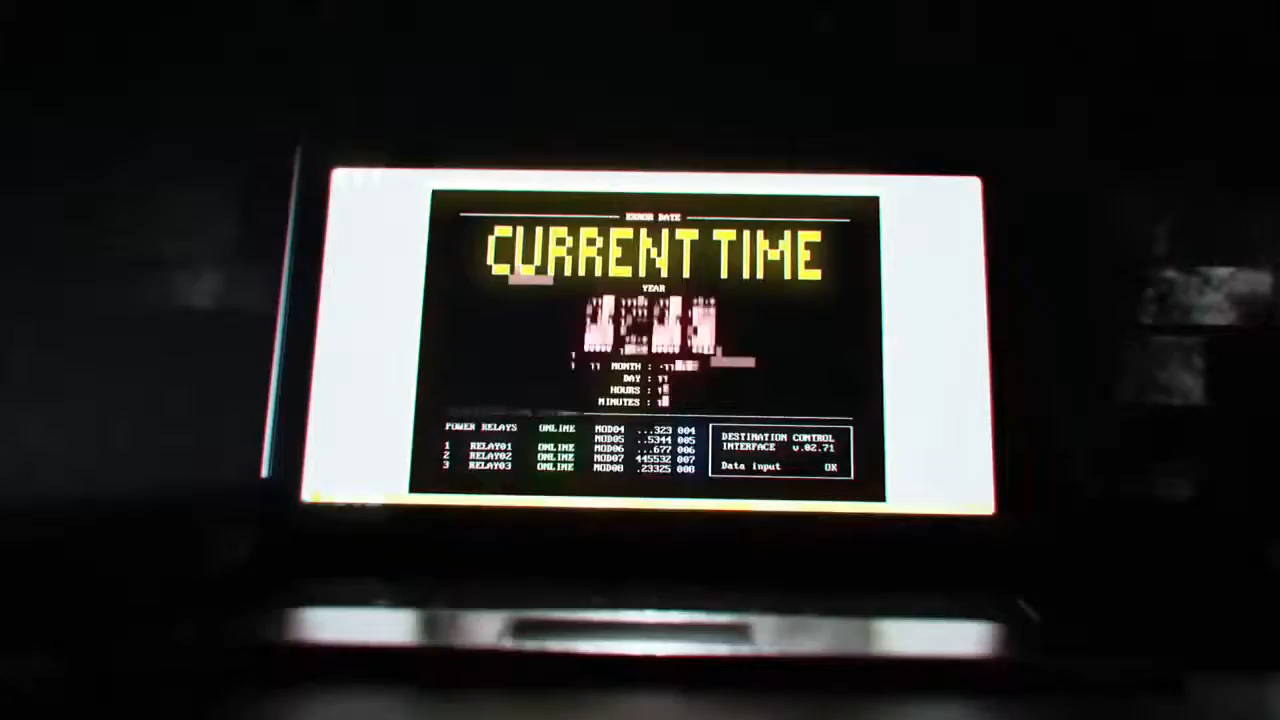 ERROR DATE
CURRENT TIME
YEAR
MONTH :
DAY :
HOURS :
MINUTES :
POWER RELAYS ONLINE
1 RELAY01 ONLINE
2 RELAY02 ONLINE
3 RELAY03 ONLINE
MOD04 ...323 004
MOD05 ..5344 005
MOD06 ...677 006
MOD07 445532 007
MOD08 .23325 008
DESTINATION CONTROL
INTERFACE v.02.71
Data input OK